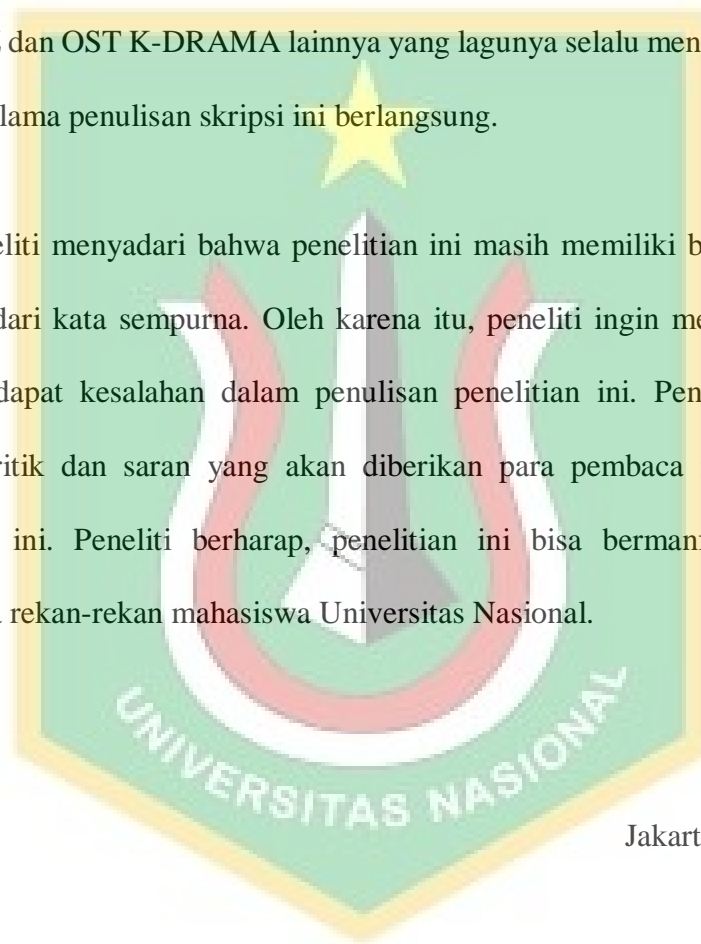 dan OST K-DRAMA lainnya yang lagunya selalu men
lama penulisan skripsi ini berlangsung.
eliti menyadari bahwa penelitian ini masih memiliki b
dari kata sempurna. Oleh karena itu, peneliti ingin me
dapat kesalahan dalam penulisan penelitian ini. Pen
ritik dan saran yang akan diberikan para pembaca
ini. Peneliti berharap, penelitian ini bisa berman
rekan-rekan mahasiswa Universitas Nasional.
UNIVERSITAS NASIONAL
Jakart